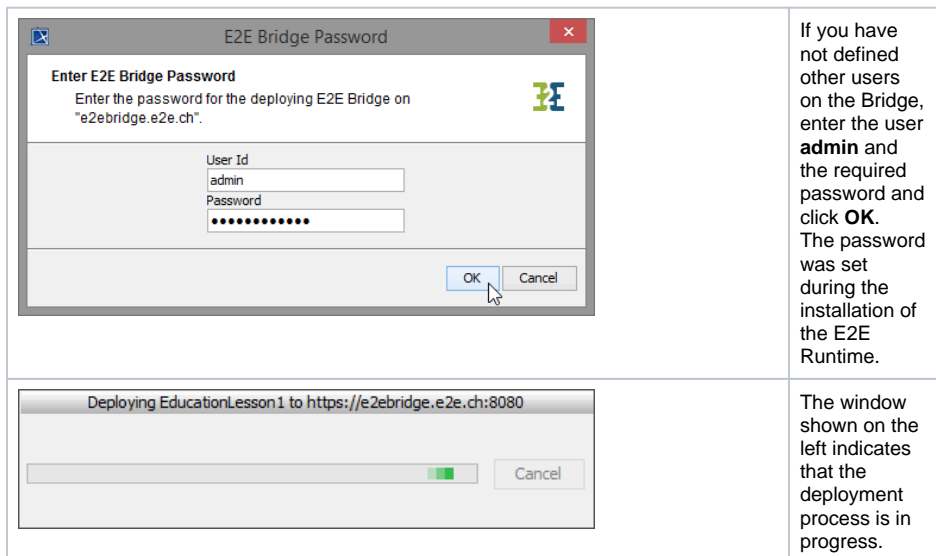 E2E Bridge Password
Enter E2E Bridge Password
Enter the password for the deploying E2E Bridge on
"e2ebridge.e2e.ch".
User Id
admin
Password
●●●●●●●●●●●●
OK
Cancel
If you have
not defined
other users
on the Bridge,
enter the user
admin and
the required
password and
click OK.
The password
was set
during the
installation of
the E2E
Runtime.
Deploying EducationLesson1 to https://e2ebridge.e2e.ch:8080
Cancel
The window
shown on the
left indicates
that the
deployment
process is in
progress.